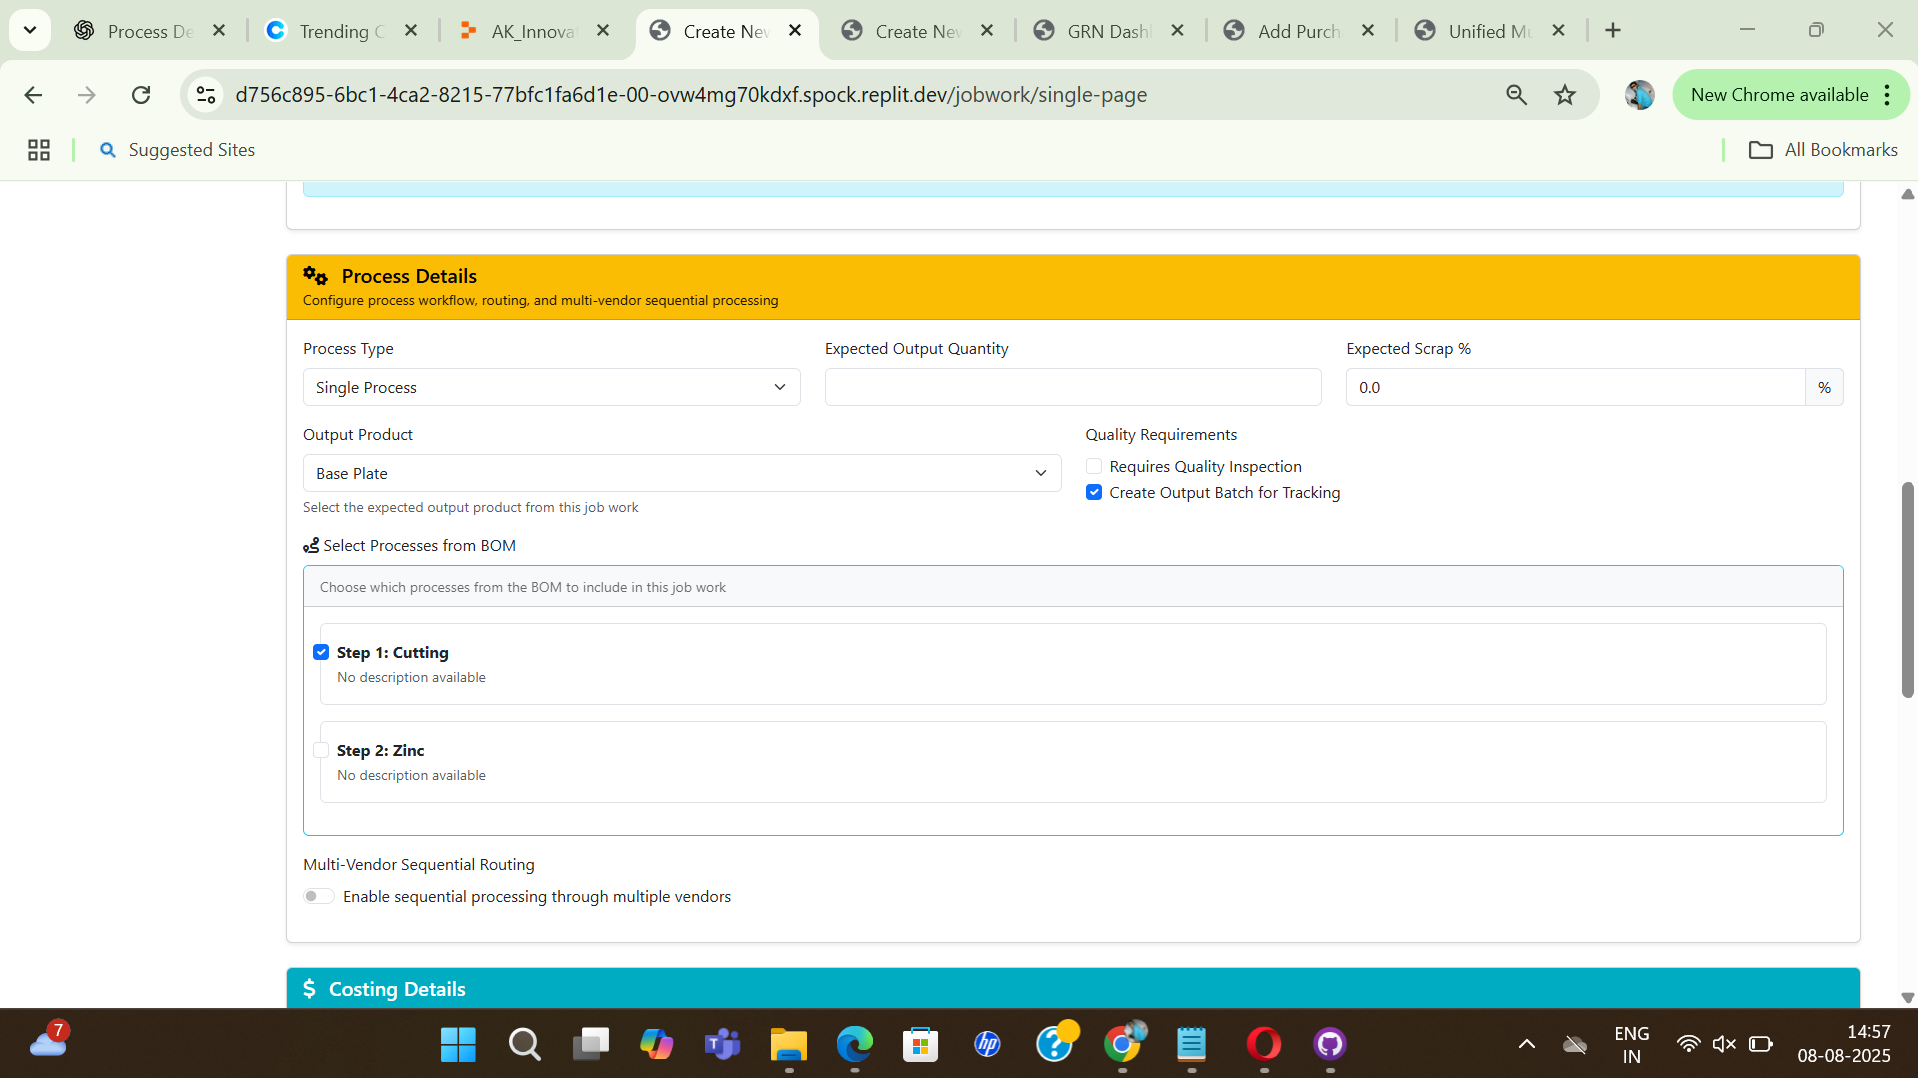 Process De
Trending C
AK_Innova
Create New
Create New
GRN Dash
Add Purch
Unified Mu
d756c895-6bc1-4ca2-8215-77bfc1fa6d1e-00-ovw4mg70kdxf.spock.replit.dev/jobwork/single-page
New Chrome available
Suggested Sites
All Bookmarks
Process Details
Configure process workflow, routing, and multi-vendor sequential processing
Process Type
Expected Output Quantity
Expected Scrap %
Single Process
0.0
%
Output Product
Quality Requirements
Base Plate
Requires Quality Inspection
Create Output Batch for Tracking
Select the expected output product from this job work
Select Processes from BOM
Choose which processes from the BOM to include in this job work
Step 1: Cutting
No description available
Step 2: Zinc
No description available
Multi-Vendor Sequential Routing
Enable sequential processing through multiple vendors
$ Costing Details
7
hp
ENG
IN
14:57
08-08-2025